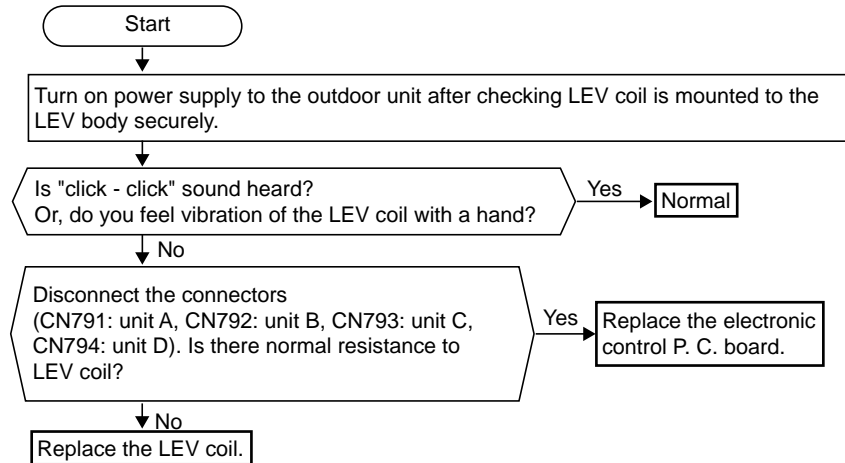 Start
Turn on power supply to the outdoor unit after checking LEV coil is mounted to the
LEV body securely.
Is "click - click" sound heard?
Or, do you feel vibration of the LEV coil with a hand?
Yes
Normal
No
Disconnect the connectors
(CN791: unit A, CN792: unit B, CN793: unit C,
CN794: unit D). Is there normal resistance to
LEV coil?
Yes
Replace the electronic
control P. C. board.
No
Replace the LEV coil.